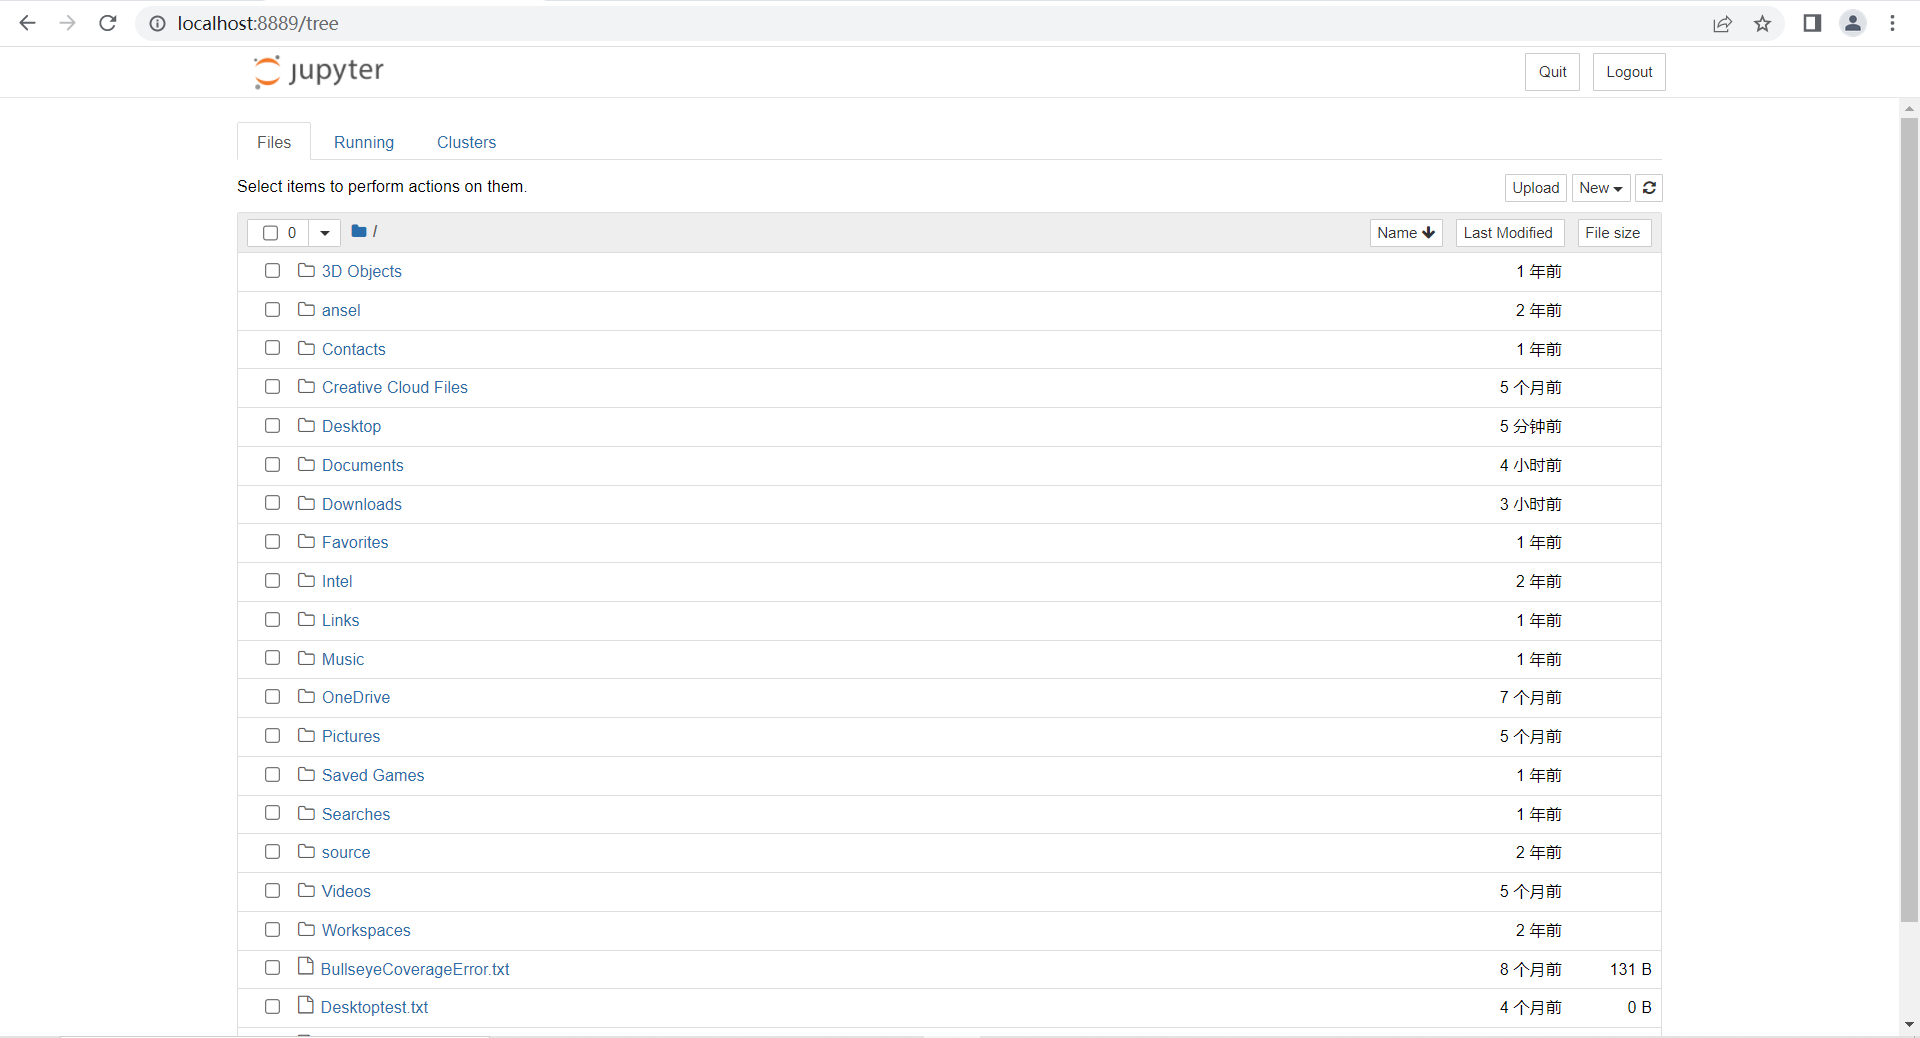 localhost:8889/tree
jupyter
Quit
Logout
Files
Running
Clusters
Select items to perform actions on them.
Upload
New
0
/
Name
Last Modified
File size
3D Objects
1 年前
ansel
2 年前
Contacts
1 年前
Creative Cloud Files
5 个月前
Desktop
5 分钟前
Documents
4 小时前
Downloads
3 小时前
Favorites
1 年前
Intel
2 年前
Links
1 年前
Music
1 年前
OneDrive
7 个月前
Pictures
5 个月前
Saved Games
1 年前
Searches
1 年前
source
2 年前
Videos
5 个月前
Workspaces
2 年前
BullseyeCoverageError.txt
8 个月前
131 B
Desktoptest.txt
4 个月前
0 B